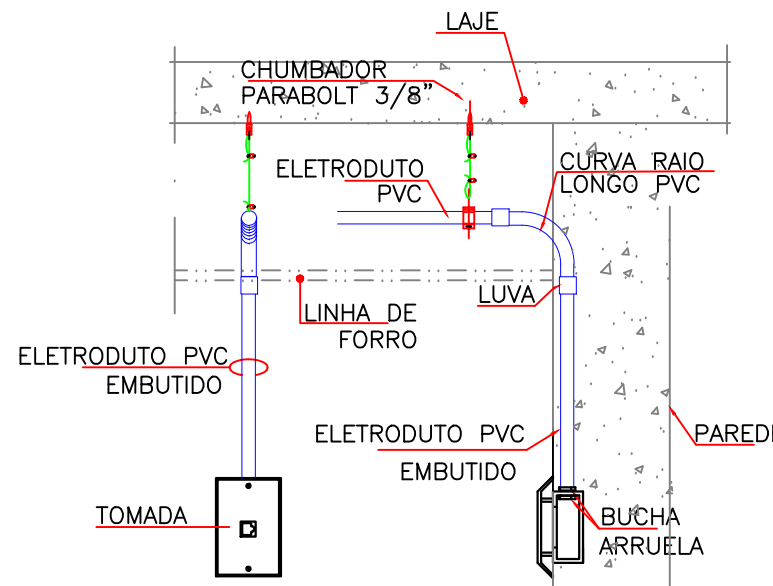 LAJE
CHUMBADOR
PARABOLT 3/8"
ELETRODUTO
PVC
CURVA RAIO
LONGO PVC
LUVA
LINHA DE
FORRO
ELETRODUTO PVC
EMBUTIDO
ELETRODUTO PVC
EMBUTIDO
PAREDE
TOMADA
BUCHA
ARRUELA